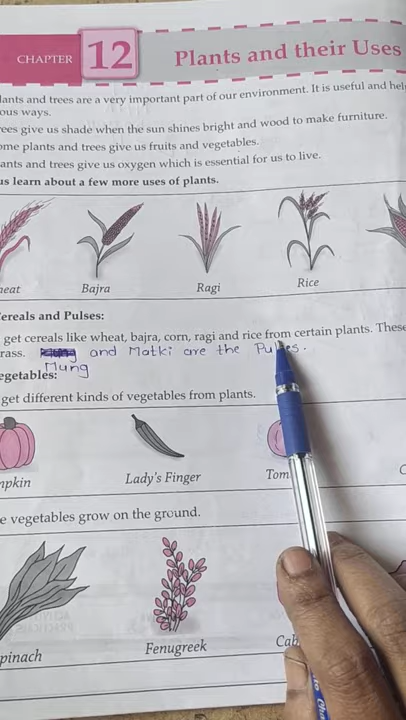 CHAPTER 12 Plants and their Uses
lants and trees are a very important part of our environment. It is useful and help
ous ways.
ees give us shade when the sun shines bright and wood to make furniture.
ome plants and trees give us fruits and vegetables.
ants and trees give us oxygen which is essential for us to live.
us learn about a few more uses of plants.
eat Bajra Ragi Rice
ereals and Pulses:
get cereals like wheat, bajra, corn, ragi and rice from certain plants. These
rass. and Matki are the Pulses.
Mung
egetables:
get different kinds of vegetables from plants.
mpkin Lady's Finger Tom
e vegetables grow on the ground.
pinach Fenugreek Cab